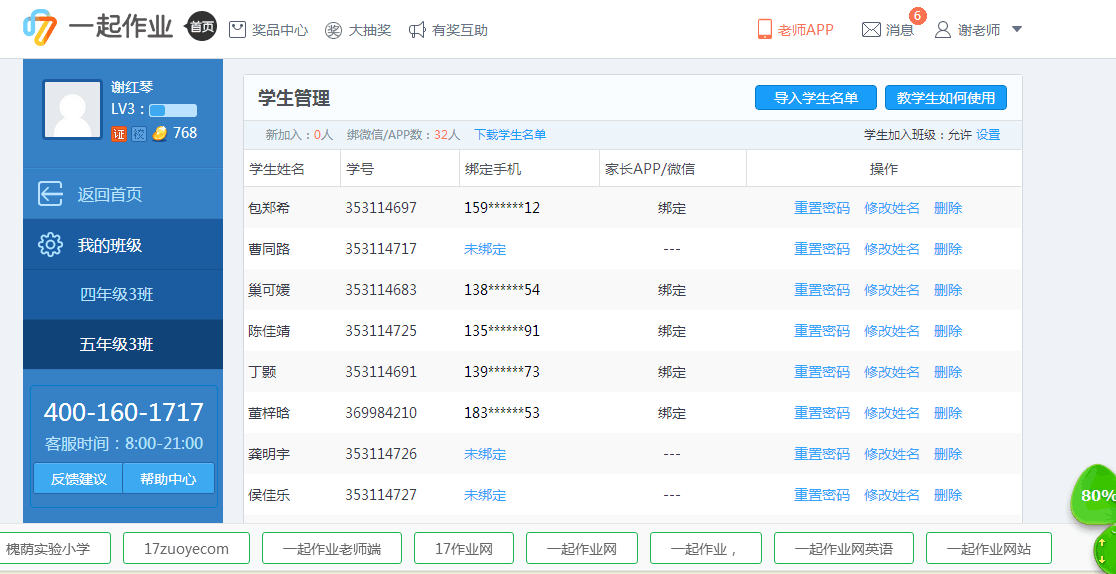 一起作业 首页 奖品中心 奖 大抽奖 有奖互助 老师APP 消息 6 谢老师
谢红琴
LV3：
证 校 768
返回首页
我的班级
四年级3班
五年级3班
400-160-1717
客服时间：8:00-21:00
反馈建议 帮助中心
学生管理 导入学生名单 教学生如何使用
新加入：0人 绑微信/APP数：32人 下载学生名单 学生加入班级：允许 设置
学生姓名 学号 绑定手机 家长APP/微信 操作
包郑希 353114697 159******12 绑定 重置密码 修改姓名 删除
曹同路 353114717 未绑定 --- 重置密码 修改姓名 删除
巢可媛 353114683 138******54 绑定 重置密码 修改姓名 删除
陈佳靖 353114725 135******91 绑定 重置密码 修改姓名 删除
丁颢 353114691 139******73 绑定 重置密码 修改姓名 删除
董梓晗 369984210 183******53 绑定 重置密码 修改姓名 删除
龚明宇 353114726 未绑定 --- 重置密码 修改姓名 删除
侯佳乐 353114727 未绑定 --- 重置密码 修改姓名 删除
80%
槐荫实验小学 17zuoyecom 一起作业老师端 17作业网 一起作业网 一起作业， 一起作业网英语 一起作业网站